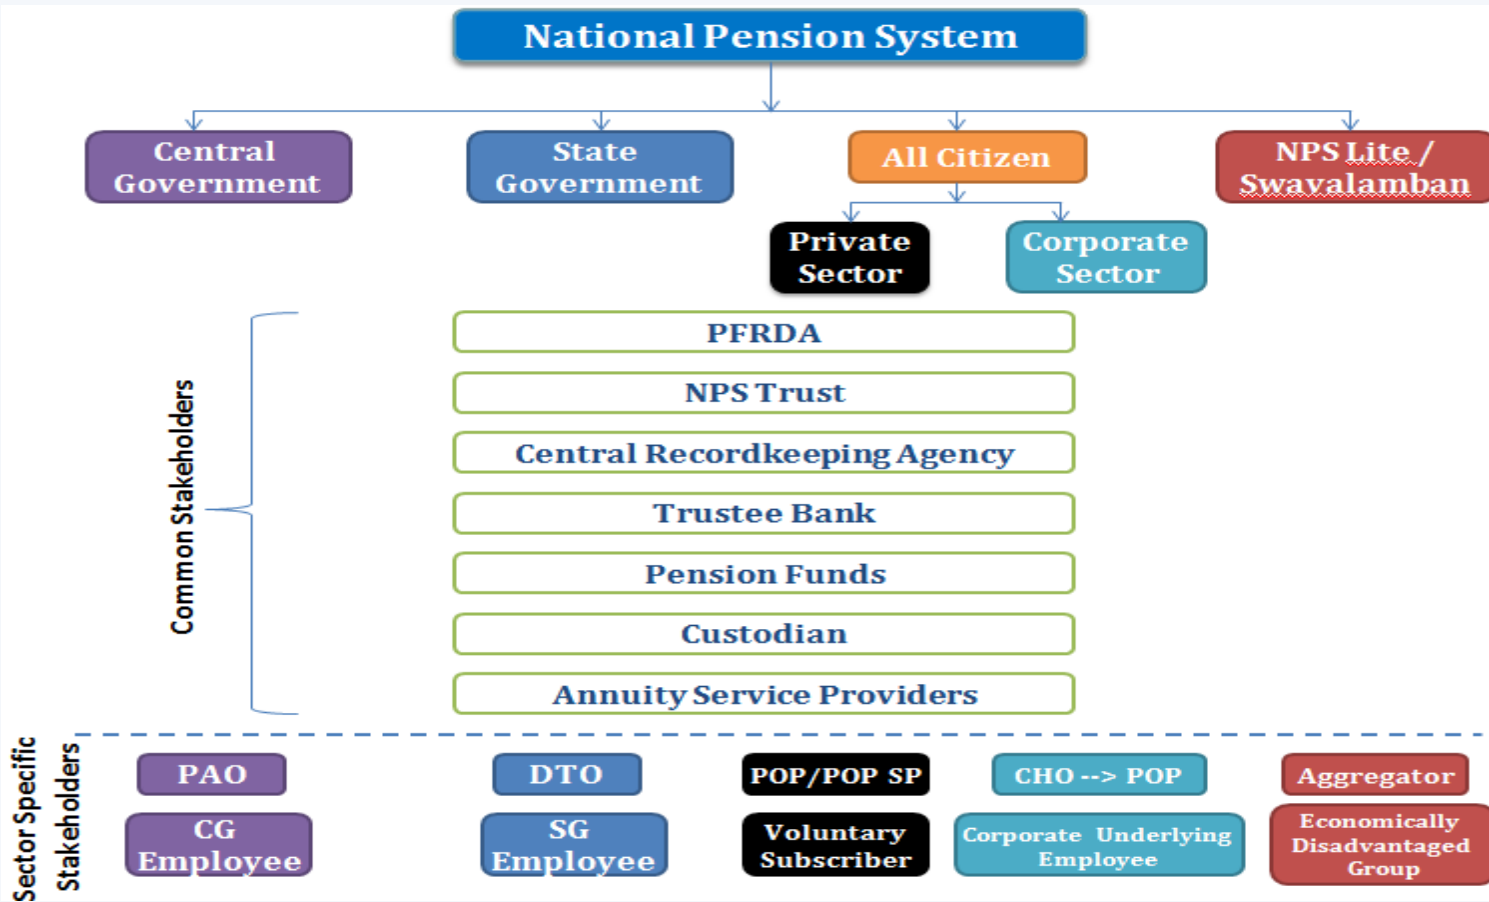 National Pension System
Central
Government
State
Government
All Citizen
NPS Lite /
Swavalamban
Private
Sector
Corporate
Sector
Common Stakeholders
PFRDA
NPS Trust
Central Recordkeeping Agency
Trustee Bank
Pension Funds
Custodian
Annuity Service Providers
Sector Specific
Stakeholders
PAO
DTO
POP/POP SP
CHO --> POP
Aggregator
CG
Employee
SG
Employee
Voluntary
Subscriber
Corporate Underlying
Employee
Economically
Disadvantaged
Group